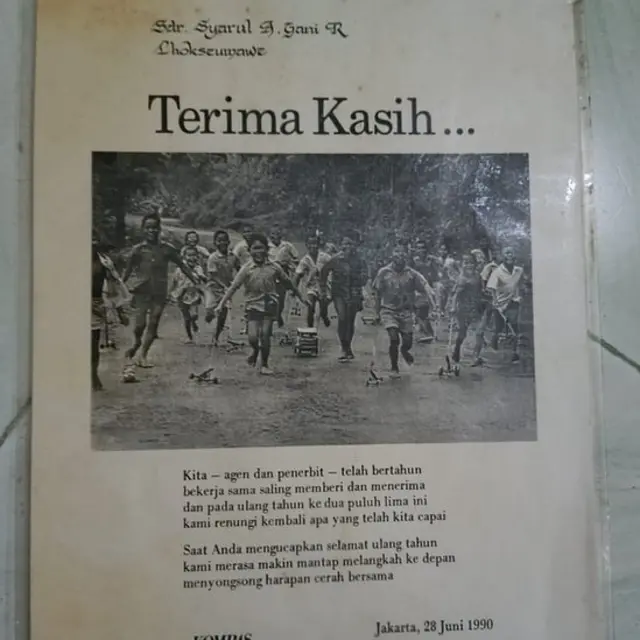 Sdr. Syarul A. Gani R
Lhokseumawe
Terima Kasih...
Kita – agen dan penerbit – telah bertahun
bekerja sama saling memberi dan menerima
dan pada ulang tahun ke dua puluh lima ini
kami renungi kembali apa yang telah kita capai
Saat Anda mengucapkan selamat ulang tahun
kami merasa makin mantap melangkah ke depan
menyongsong harapan cerah bersama
Jakarta, 28 Juni 1990
KOMPAS